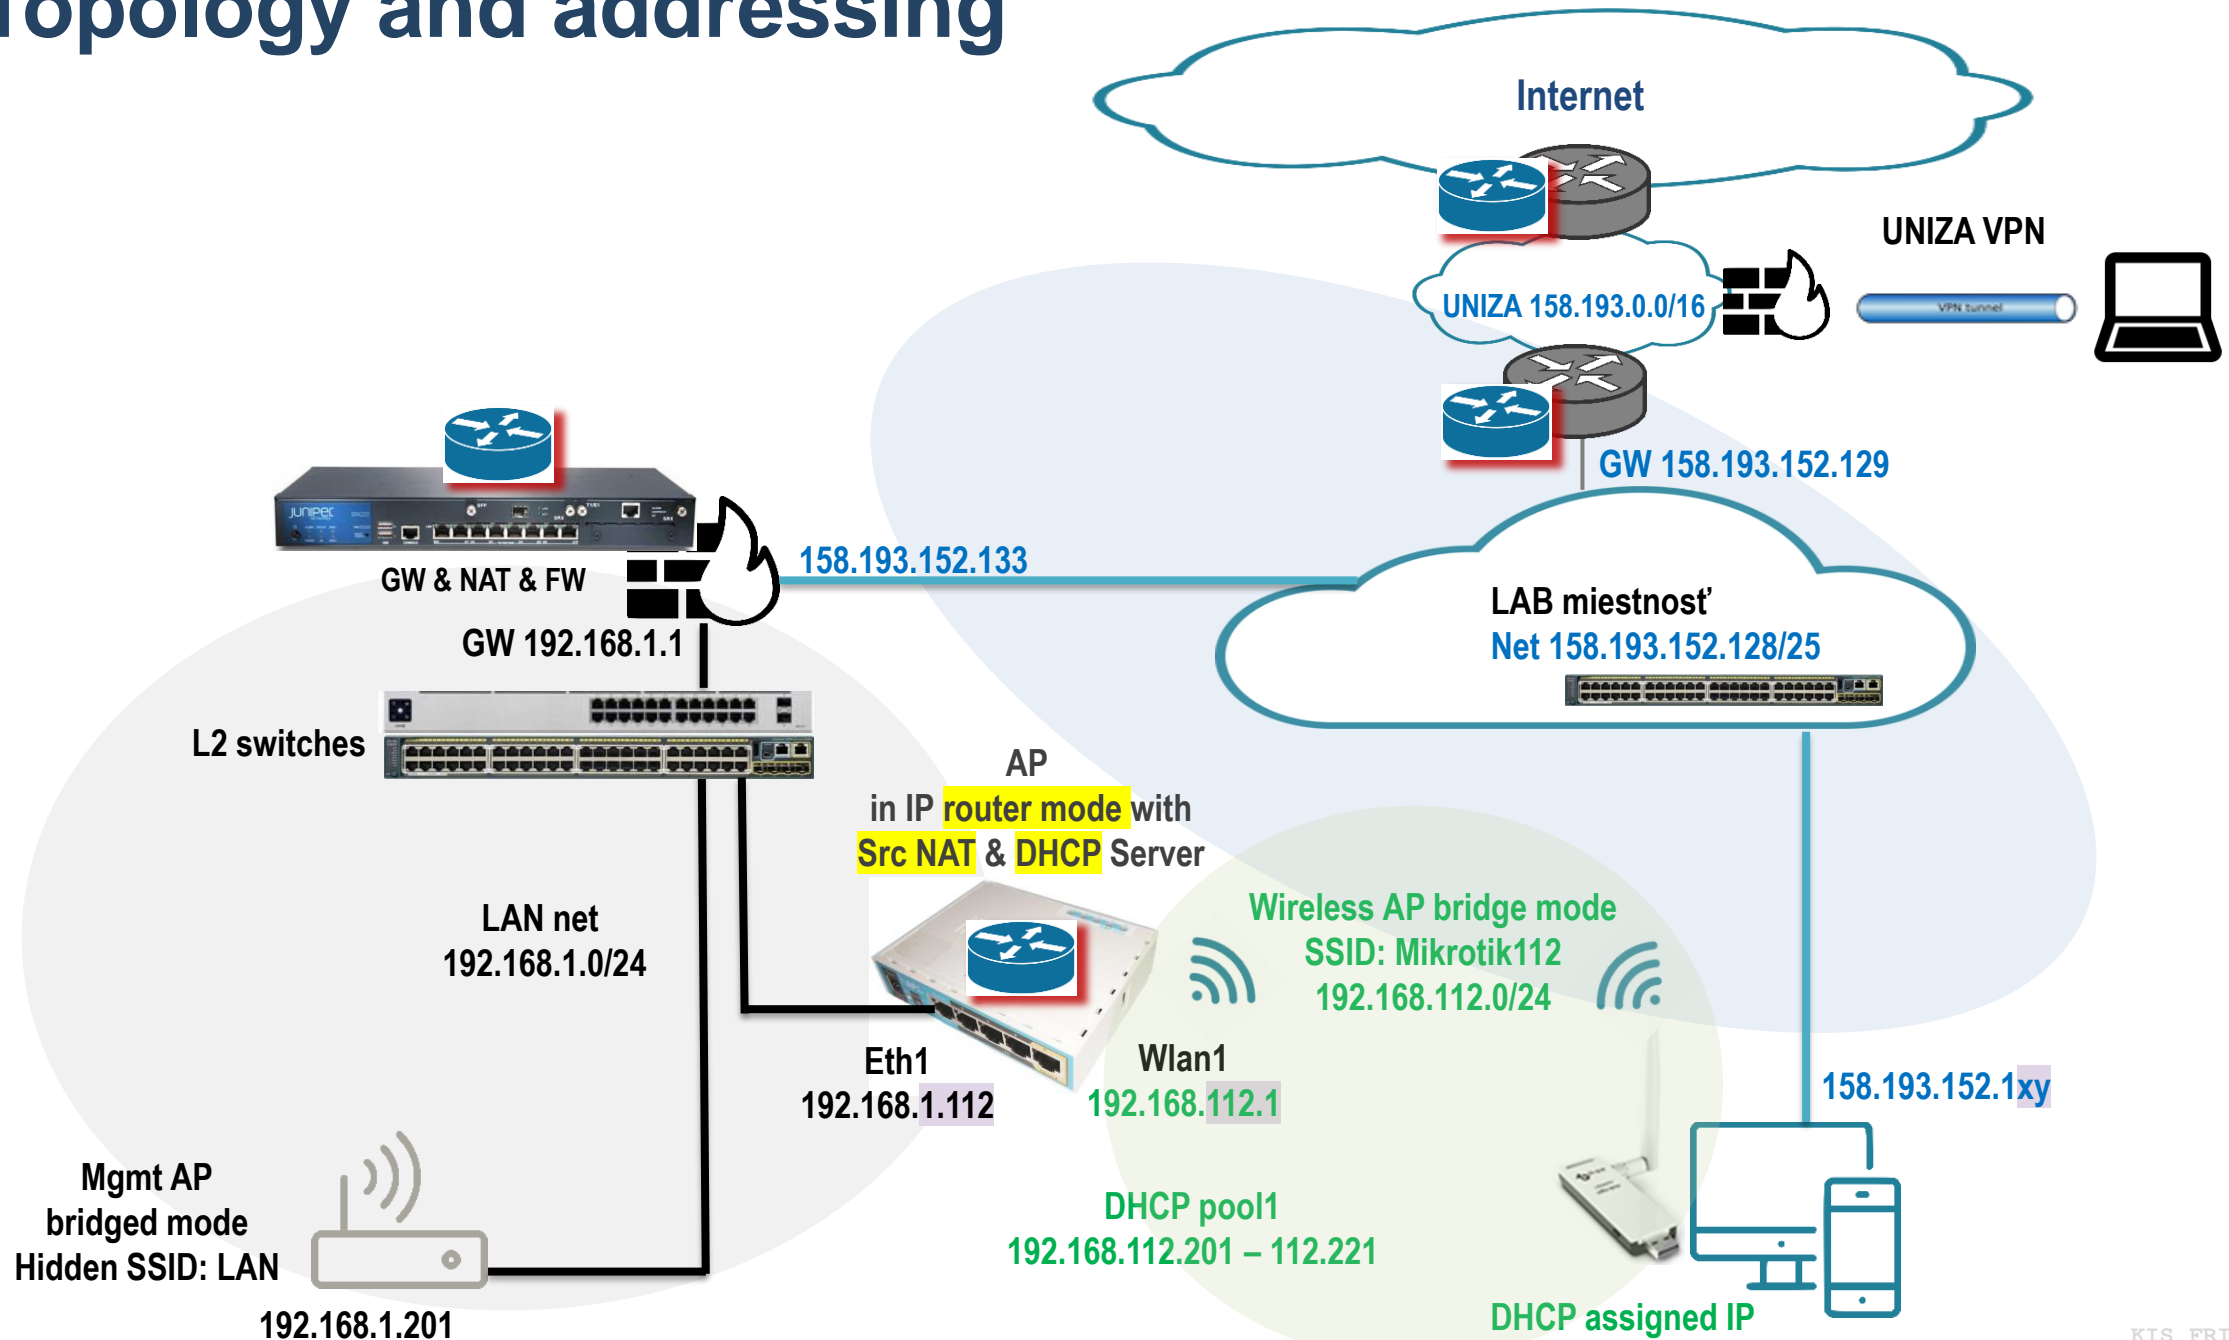 Topology and addressing
Internet
UNIZA VPN
UNIZA 158.193.0.0/16
VPN tunnel
GW 158.193.152.129
JUNIPER
GW & NAT & FW
158.193.152.133
GW 192.168.1.1
LAB miestnosť
Net 158.193.152.128/25
L2 switches
AP
in IP router mode with
Src NAT & DHCP Server
LAN net
192.168.1.0/24
Wireless AP bridge mode
SSID: Mikrotik112
192.168.112.0/24
Eth1
192.168.1.112
Wlan1
192.168.112.1
158.193.152.1xy
Mgmt AP
bridged mode
Hidden SSID: LAN
192.168.1.201
DHCP pool1
192.168.112.201 – 112.221
DHCP assigned IP
KIS FRI